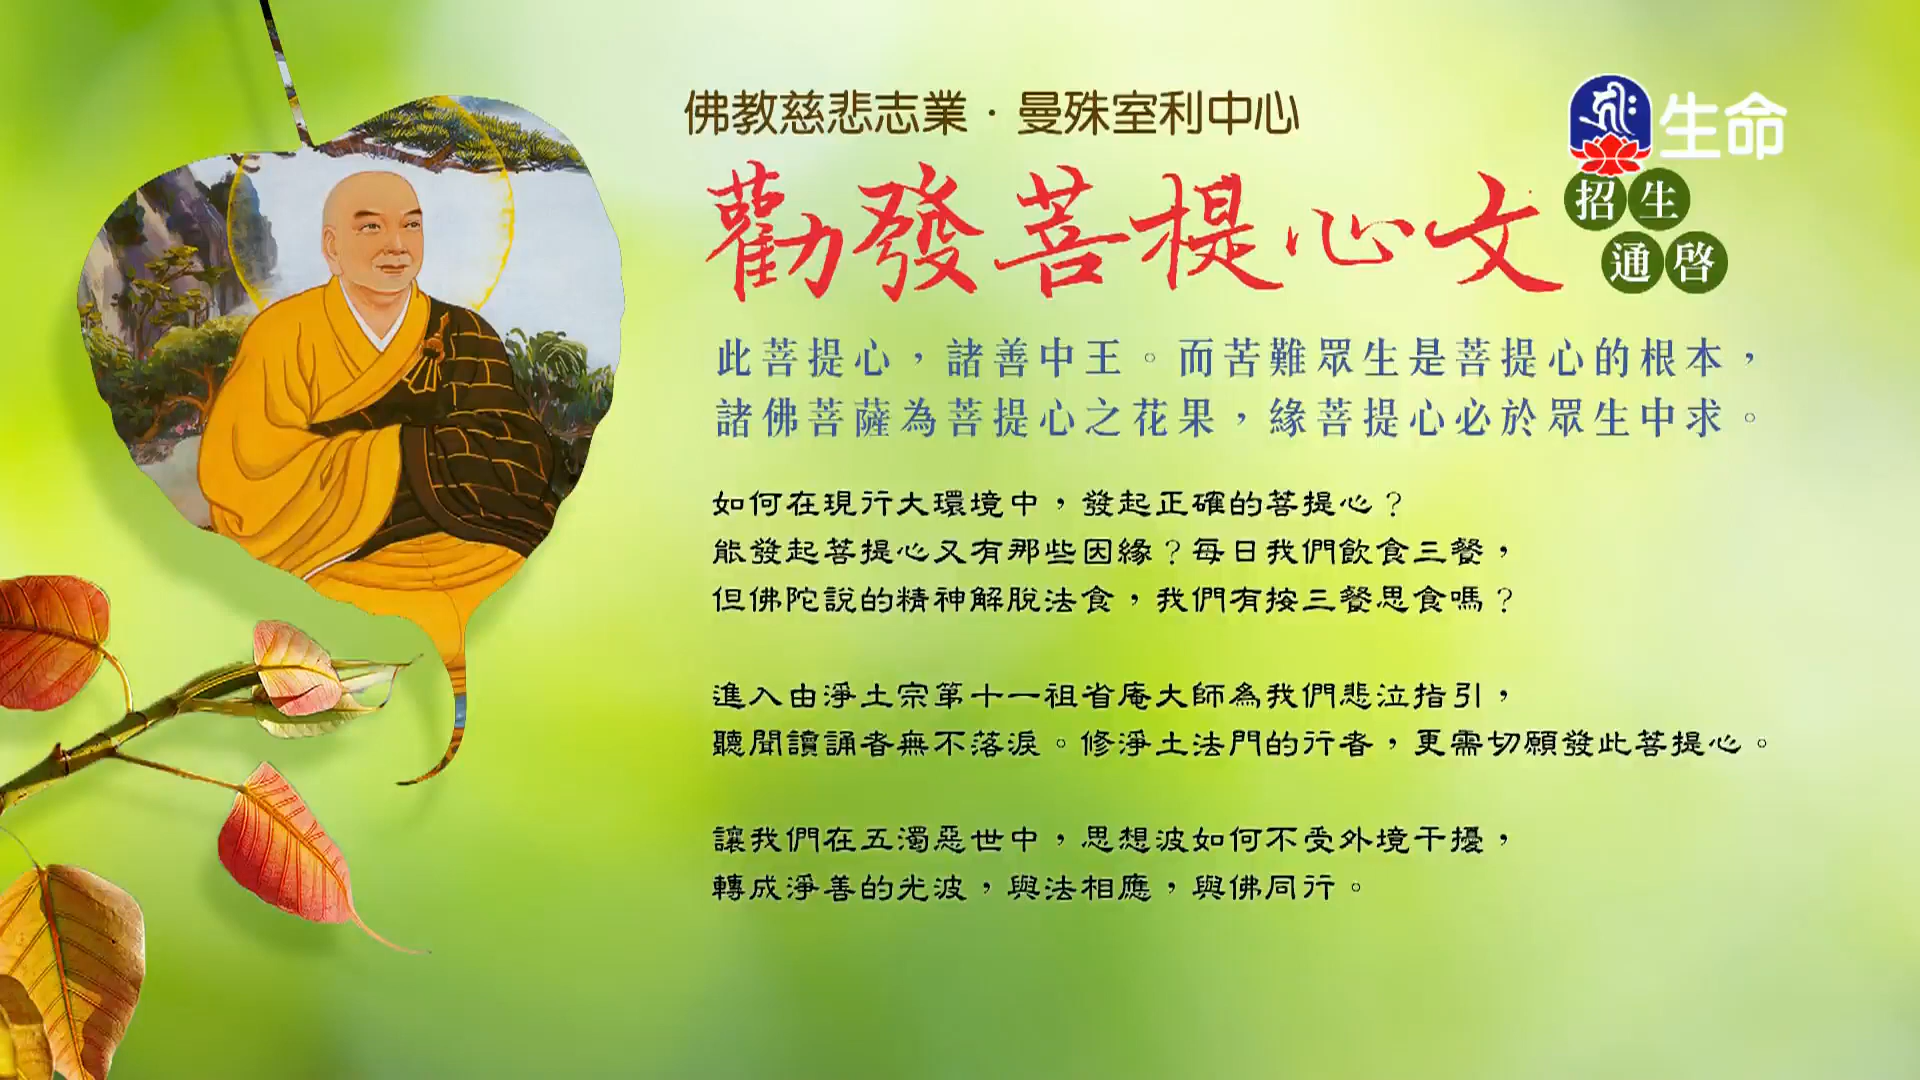 佛教慈悲志業·曼殊室利中心
生命
勸發菩提心文
招生
通啓
此菩提心，諸善中王。而苦難眾生是菩提心的根本，
諸佛菩薩為菩提心之花果，緣菩提心必於眾生中求。
如何在現行大環境中，發起正確的菩提心？
能發起菩提心又有那些因緣？每日我們飲食三餐，
但佛陀說的精神解脫法食，我們有按三餐思食嗎？
進入由淨土宗第十一祖省庵大師為我們悲泣指引，
聽聞讀誦者無不落淚。修淨土法門的行者，更需切願發此菩提心。
讓我們在五濁惡世中，思想波如何不受外境干擾，
轉成淨善的光波，與法相應，與佛同行。